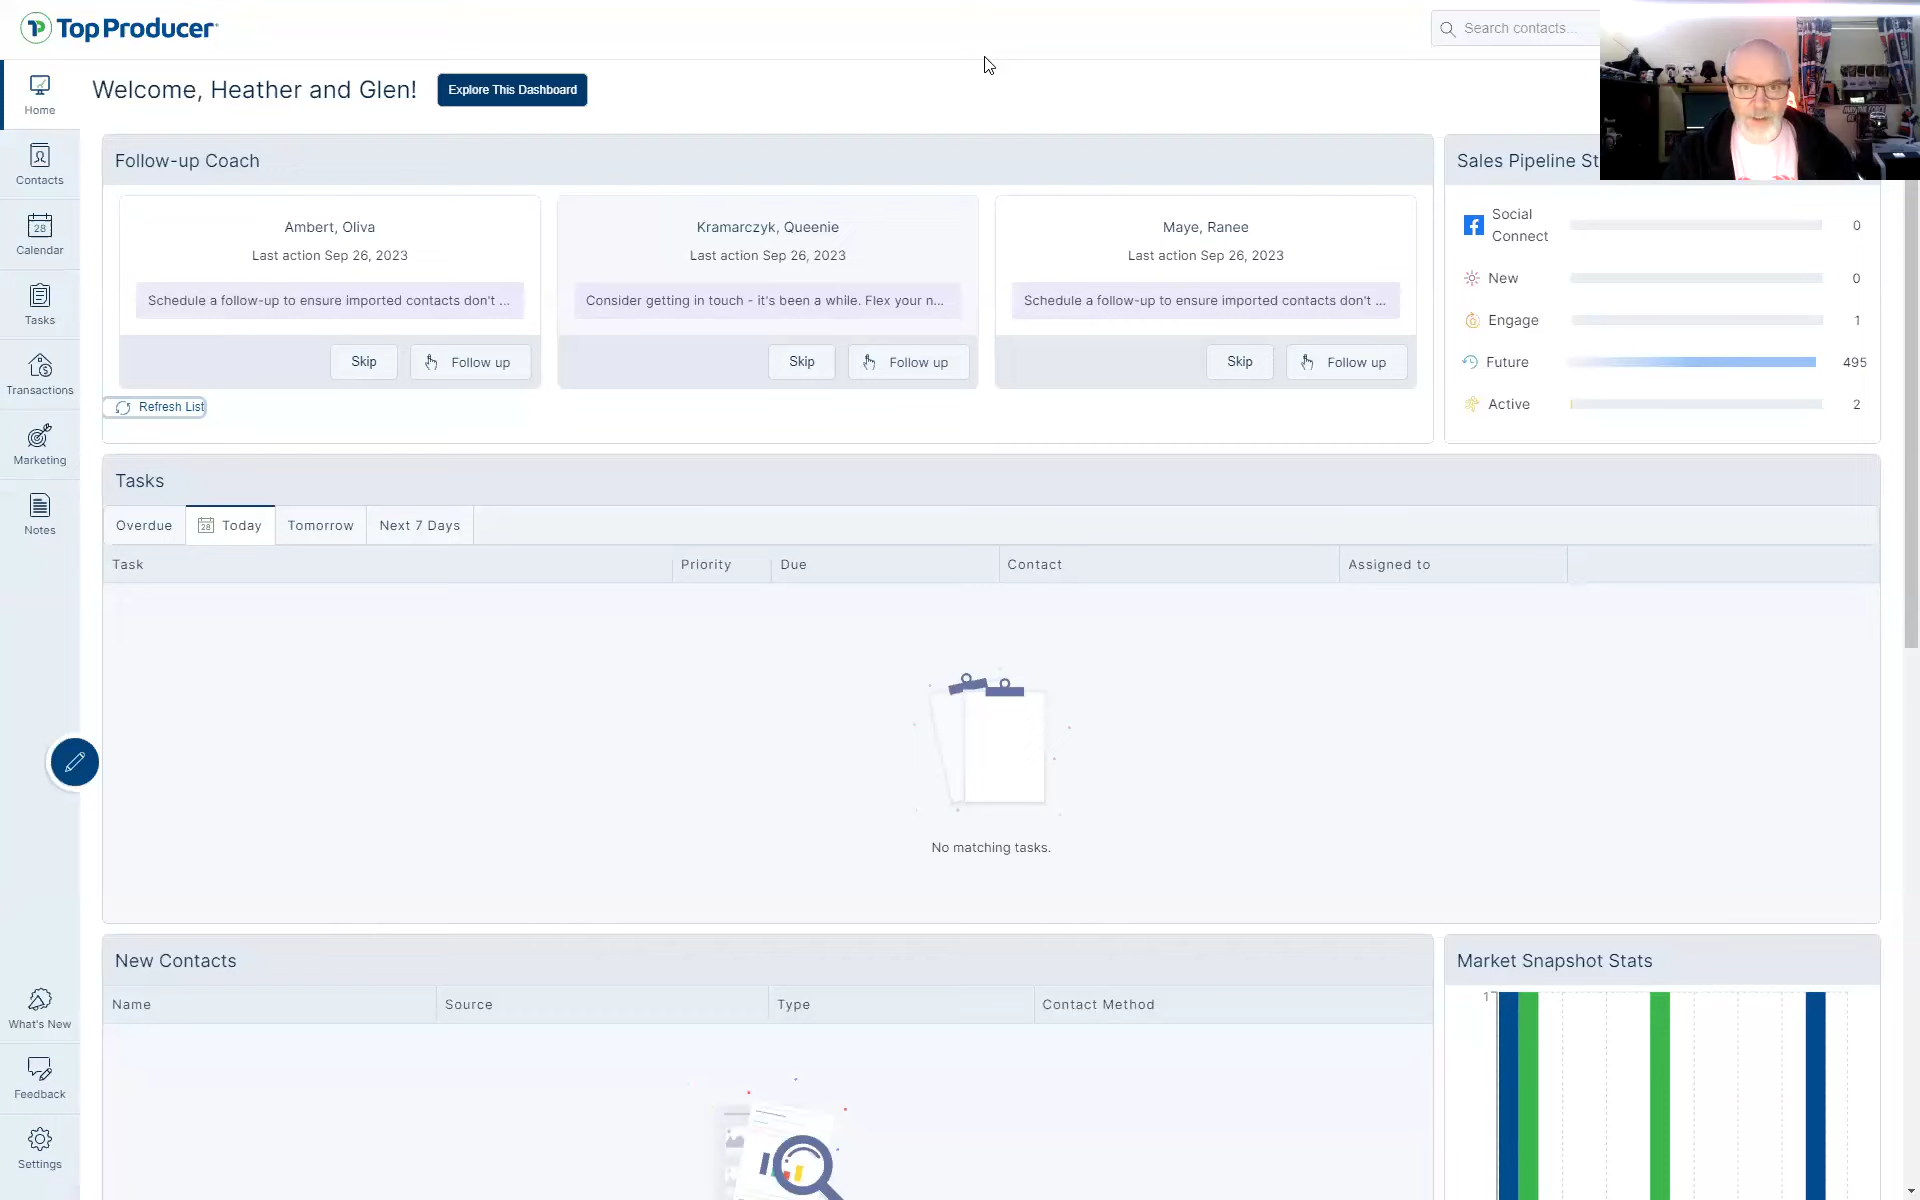 TopProducer
Search contacts...
Home
Contacts
28
Calendar
Tasks
Transactions
Marketing
Notes
What's New
Feedback
Settings
Welcome, Heather and Glen!
Explore This Dashboard
Follow-up Coach
Ambert, Oliva
Last action Sep 26, 2023
Schedule a follow-up to ensure imported contacts don't ...
Skip
Follow up
Kramarczyk, Queenie
Last action Sep 26, 2023
Consider getting in touch - it's been a while. Flex your n...
Skip
Follow up
Maye, Ranee
Last action Sep 26, 2023
Schedule a follow-up to ensure imported contacts don't ...
Skip
Follow up
Refresh List
Sales Pipeline St
Social Connect 0
New 0
Engage 1
Future 495
Active 2
Tasks
Overdue 28 Today Tomorrow Next 7 Days
Task Priority Due Contact Assigned to
No matching tasks.
New Contacts
Name Source Type Contact Method
Market Snapshot Stats
1